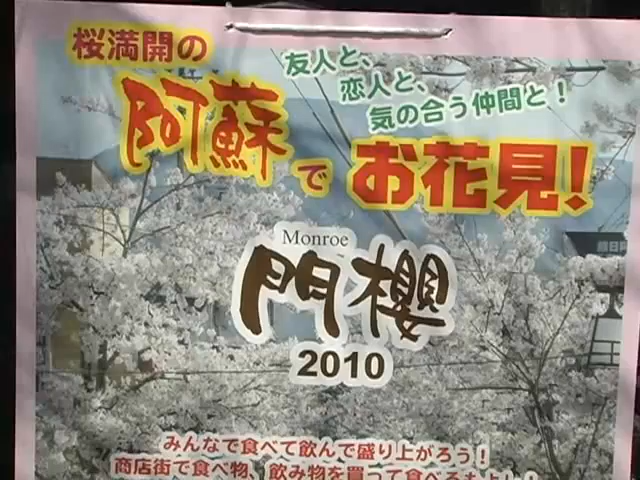 桜満開の
阿蘇で
お花見!
友人と、
恋人と、
気の合う仲間と！
Monroe
門櫻
2010
みんなで食べて飲んで盛り上がろう！
商店街で食べ物、飲み物を買って食べるもよし！